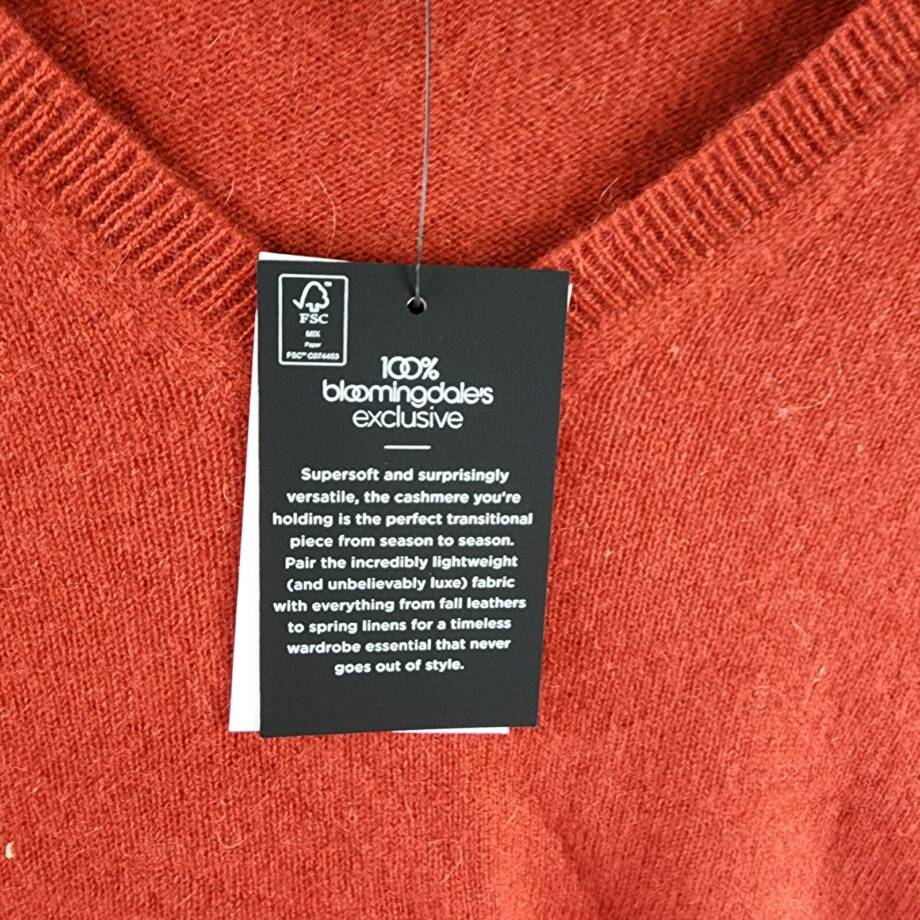 FSC
MIX
Paper
FSC™ C074453
100%
bloomingdale's
exclusive
Supersoft and surprisingly
versatile, the cashmere you're
holding is the perfect transitional
piece from season to season.
Pair the incredibly lightweight
(and unbelievably luxe) fabric
with everything from fall leathers
to spring linens for a timeless
wardrobe essential that never
goes out of style.